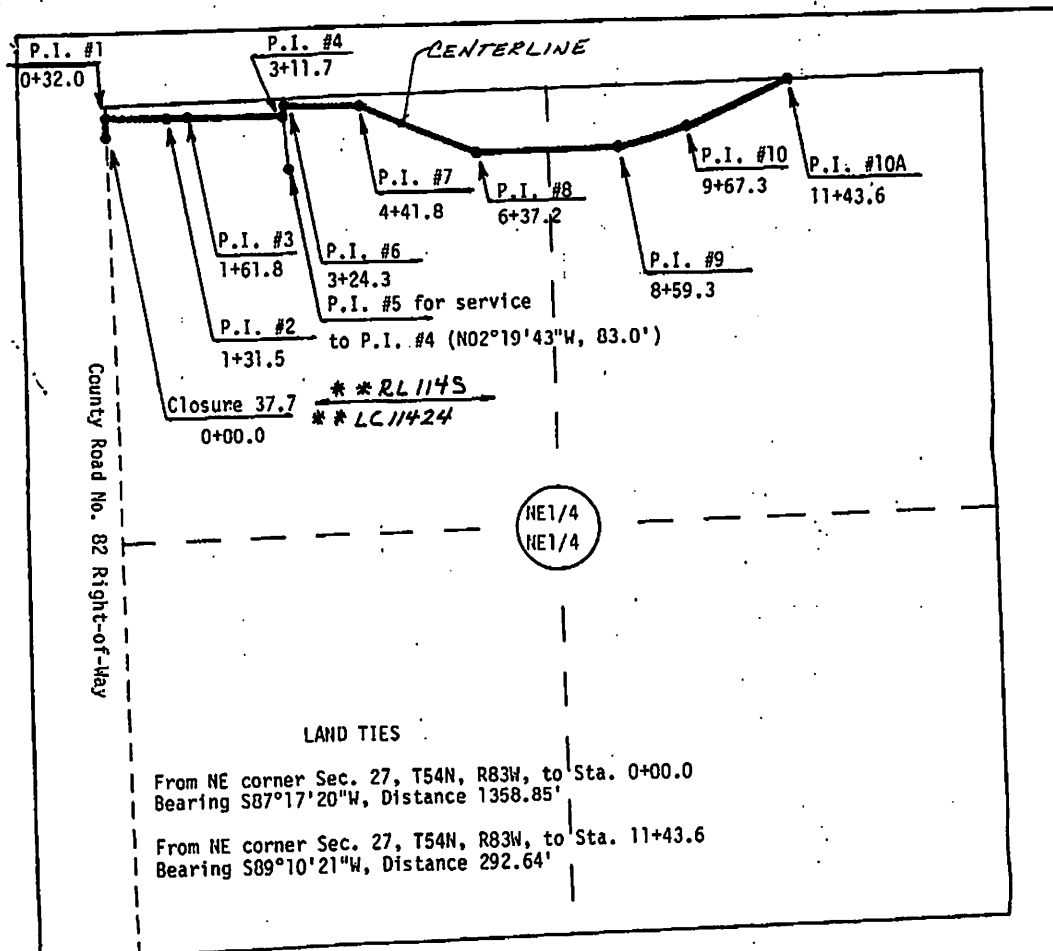 P.I. #1
0+32.0
P.I. #4
3+11.7
CENTERLINE
P.I. #7
4+41.8
P.I. #8
6+37.2
P.I. #10
9+67.3
P.I. #10A
11+43.6
P.I. #3
1+61.8
P.I. #6
3+24.3
P.I. #9
8+59.3
P.I. #5 for service
to P.I. #4 (N02°19'43"W, 83.0')
P.I. #2
1+31.5
Closure 37.7
0+00.0
**RL1145
**LC11424
County Road No. 82 Right-of-Way
NE1/4
NE1/4
LAND TIES
From NE corner Sec. 27, T54N, R83W, to Sta. 0+00.0
Bearing S87°17'20"W, Distance 1358.85'
From NE corner Sec. 27, T54N, R83W, to Sta. 11+43.6
Bearing S89°10'21"W, Distance 292.64'